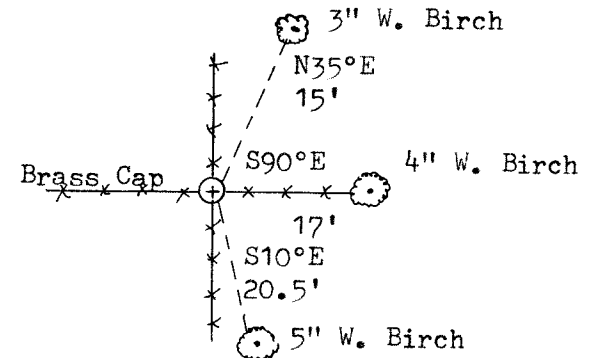 3" W. Birch
N35°E
15'
S90°E
4" W. Birch
Brass Cap
17'
S10°E
20.5'
5" W. Birch